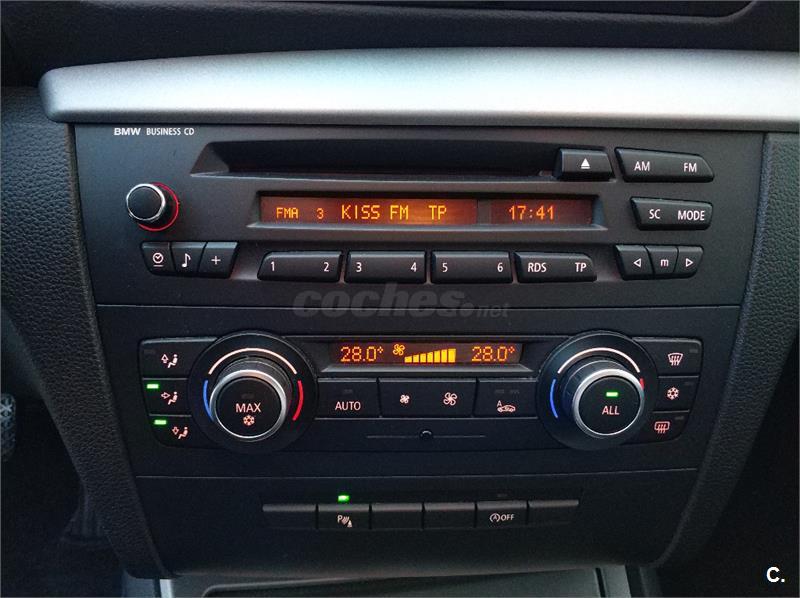 BMW BUSINESS CD
AM FM
FMA 3 KISS FM TP 17:41
SC MODE
1 2 3 4 5 6 RDS TP
m
coches.net
28.0° 28.0°
MAX
AUTO
A
ALL
P
A OFF
C.